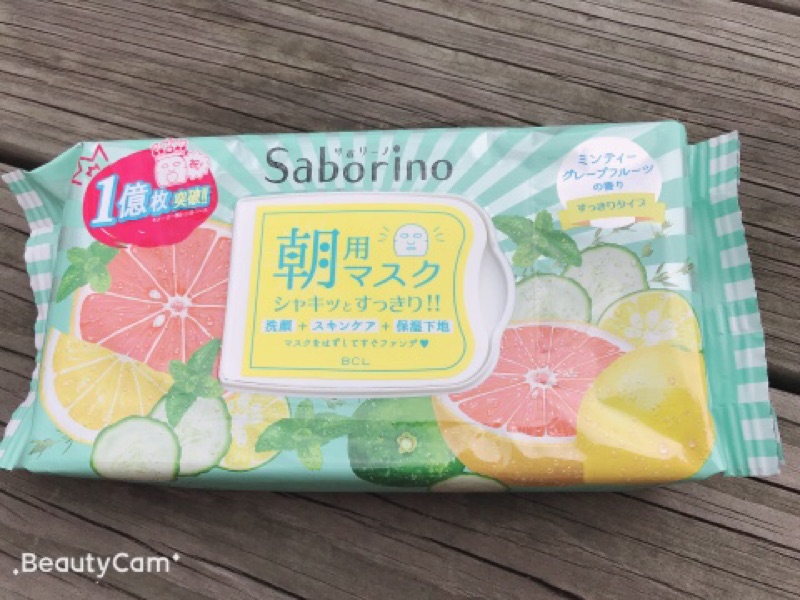 1億枚突破!!
サボリーノ
Saborino
ミンティー
グレープフルーツ
の香り
すっきりタイプ
朝用マスク
シャキッとすっきり!!
洗顔+スキンケア+保湿下地
マスクをはずしてすぐファンデ♥
BCL
BeautyCam